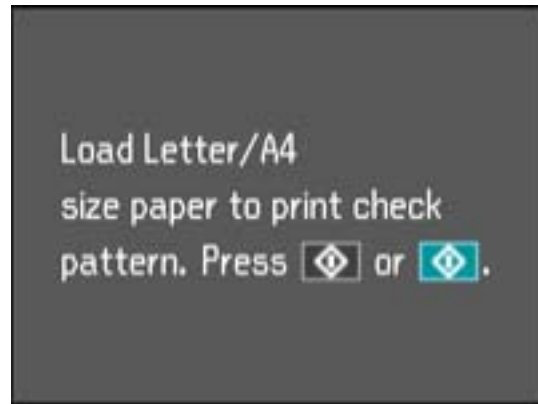 Load Letter/A4
size paper to print check
pattern. Press or .